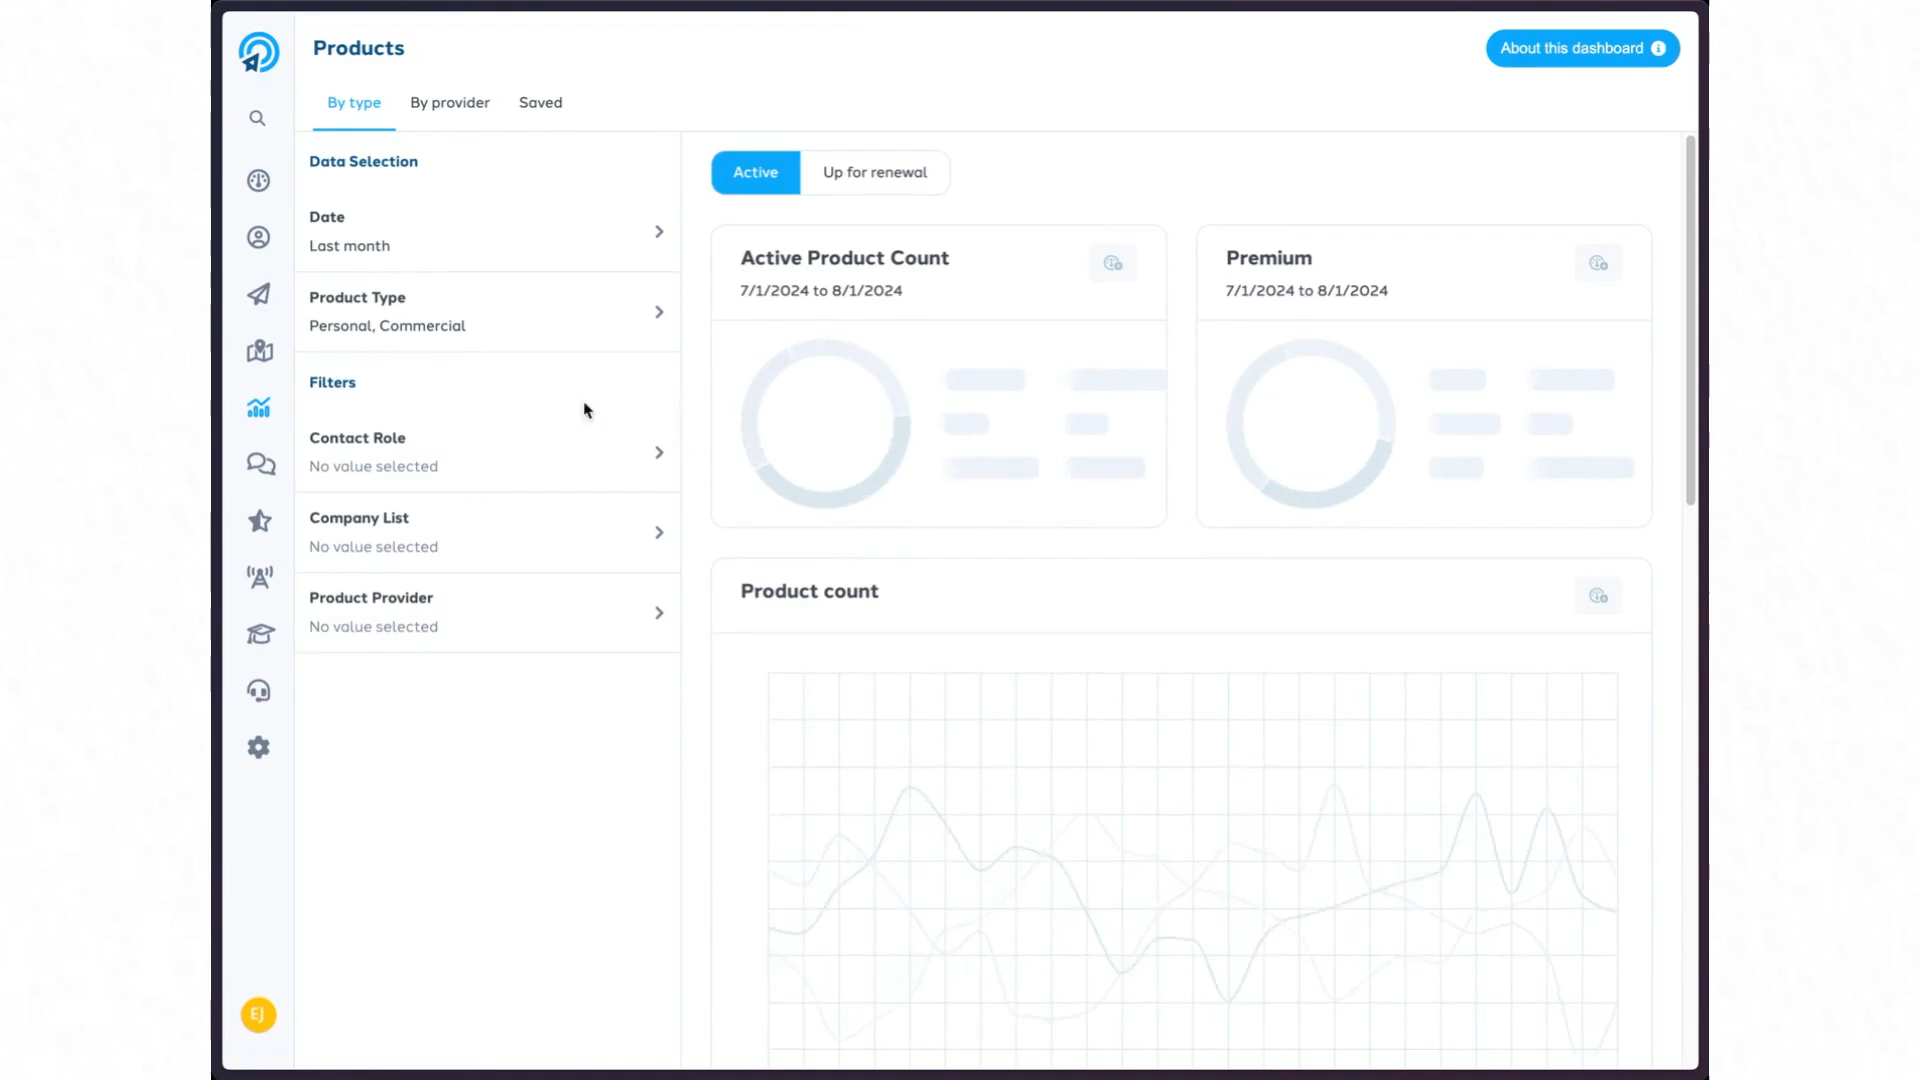 Products
About this dashboard
By type
By provider
Saved
Data Selection
Date
Last month
Product Type
Personal, Commercial
Filters
Contact Role
No value selected
Company List
No value selected
Product Provider
No value selected
Active
Up for renewal
Active Product Count
7/1/2024 to 8/1/2024
Premium
7/1/2024 to 8/1/2024
Product count
EJ